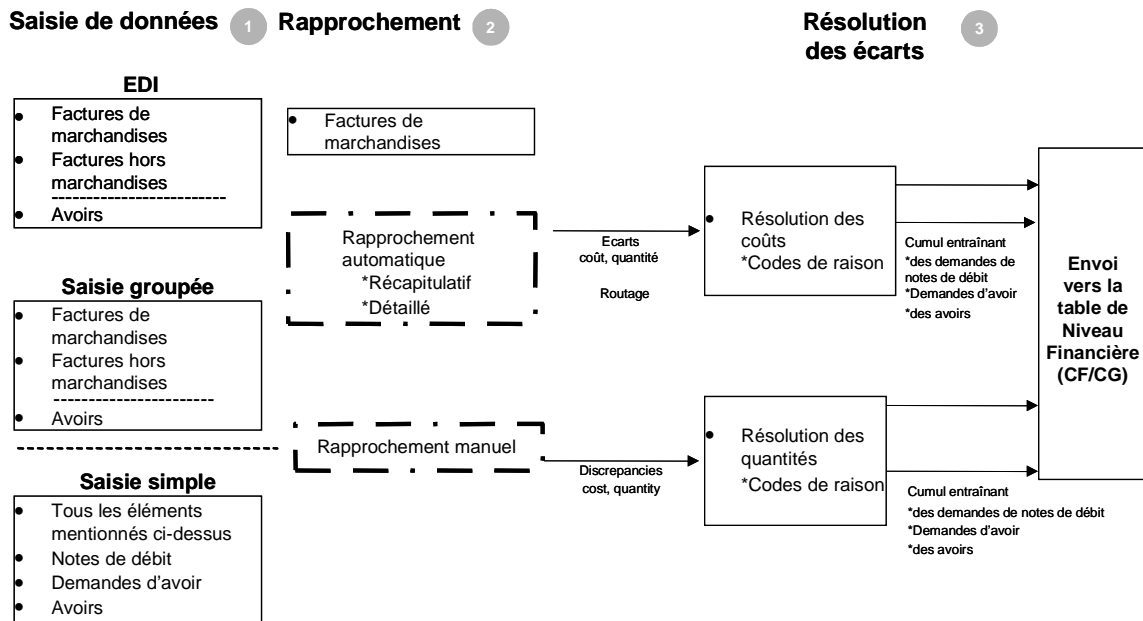 Saisie de données 1
Rapprochement 2
Résolution
des écarts 3
EDI
• Factures de
marchandises
• Factures hors
marchandises
--------------------------
• Avoirs
Saisie groupée
• Factures de
marchandises
• Factures hors
marchandises
------------------------
• Avoirs
Saisie simple
• Tous les éléments
mentionnés ci-dessus
• Notes de débit
• Demandes d'avoir
• Avoirs
• Factures de
marchandises
Rapprochement
automatique
*Récapitulatif
*Détaillé
Rapprochement manuel
Ecarts
coût, quantité
Routage
Discrepancies
cost, quantity
• Résolution des
coûts
*Codes de raison
• Résolution des
quantités
*Codes de raison
Cumul entraînant
*des demandes de
notes de débit
*Demandes d'avoir
*des avoirs
Cumul entraînant
*des demandes de notes de débit
*Demandes d'avoir
*des avoirs
Envoi
vers la
table de
Niveau
Financière
(CF/CG)